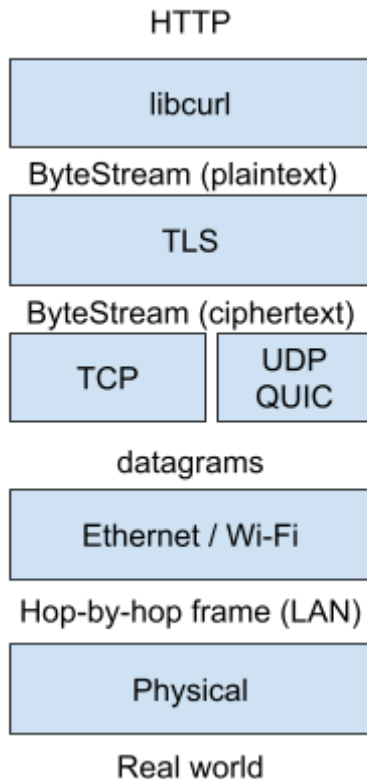 HTTP
libcurl
ByteStream (plaintext)
TLS
ByteStream (ciphertext)
TCP
UDP
QUIC
datagrams
Ethernet / Wi-Fi
Hop-by-hop frame (LAN)
Physical
Real world